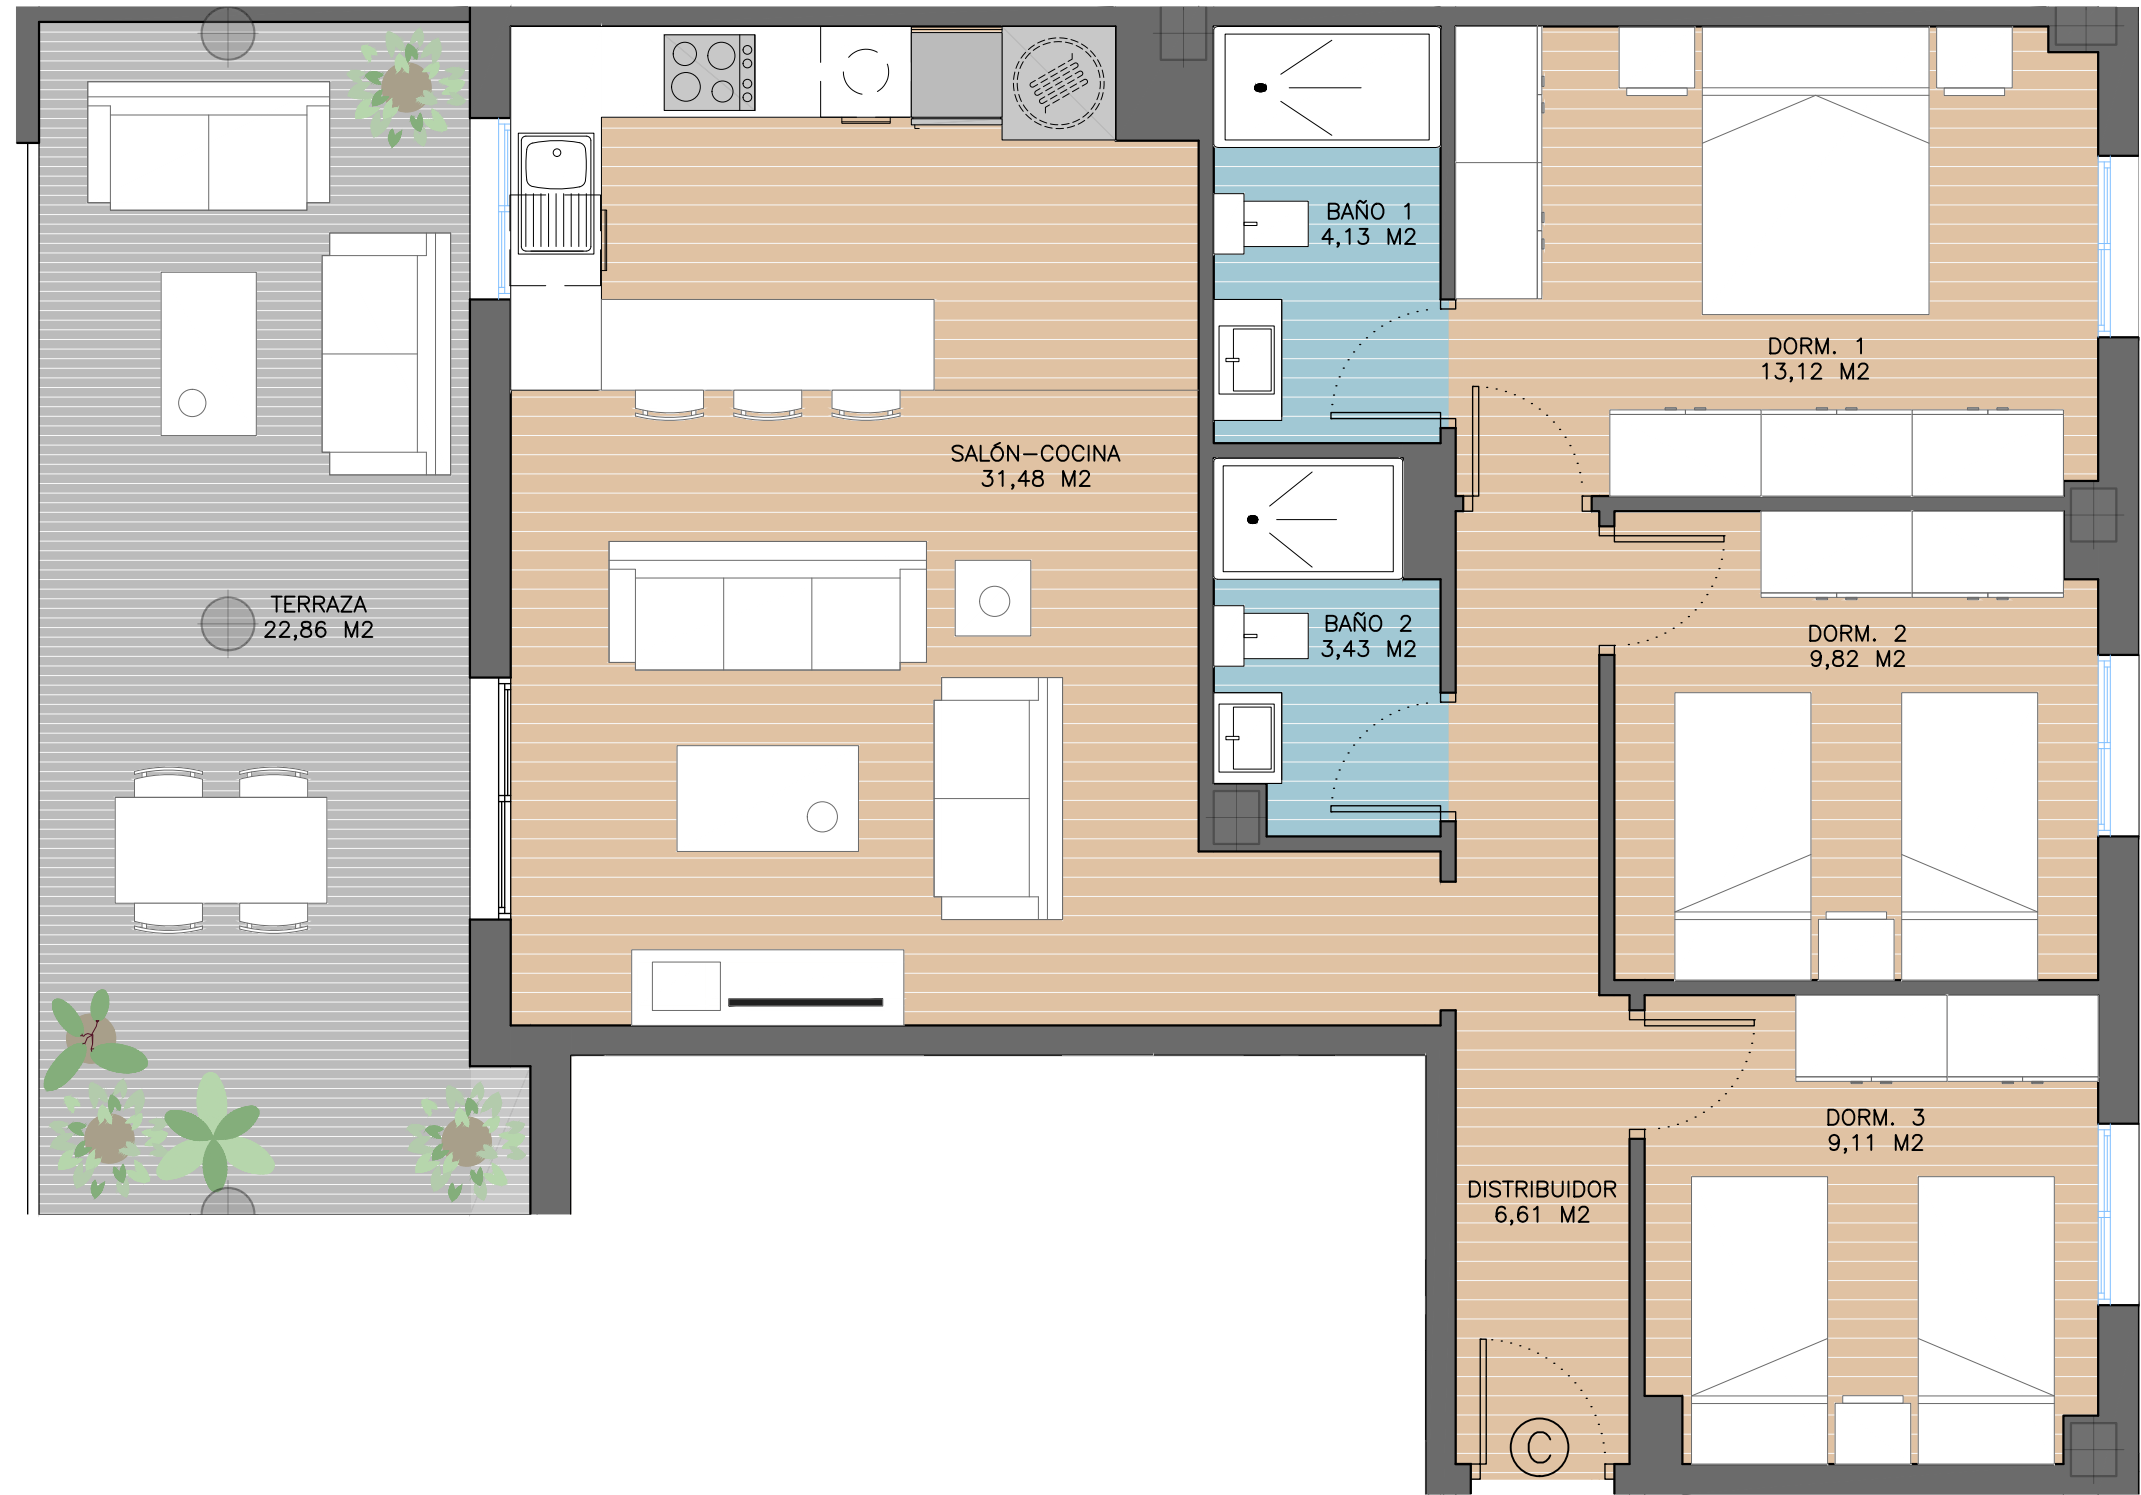 BAÑO 1
4,13 M2
DORM. 1
13,12 M2
SALÓN-COCINA
31,48 M2
TERRAZA
22,86 M2
BAÑO 2
3,43 M2
DORM. 2
9,82 M2
DORM. 3
9,11 M2
DISTRIBUIDOR
6,61 M2
C